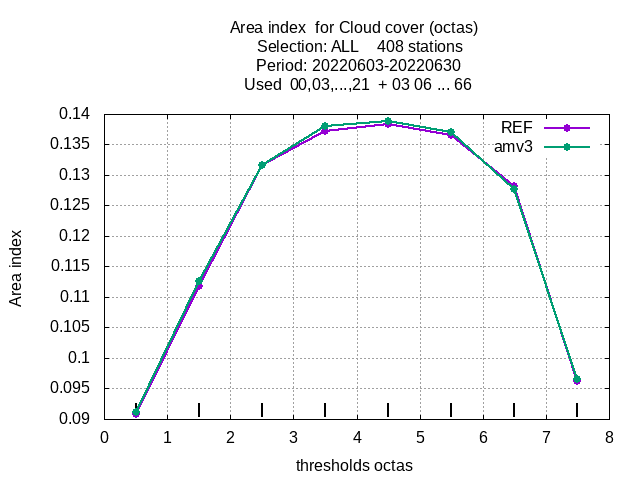 Area index  for Cloud cover (octas)
Selection: ALL    408 stations
Period: 20220603-20220630
Used  00,03,...,21  + 03 06 ... 66
0.14
0.135
0.13
0.125
0.12
0.115
0.11
0.105
0.1
0.095
0.09
Area index
REF
amv3
0 1 2 3 4 5 6 7 8
thresholds octas